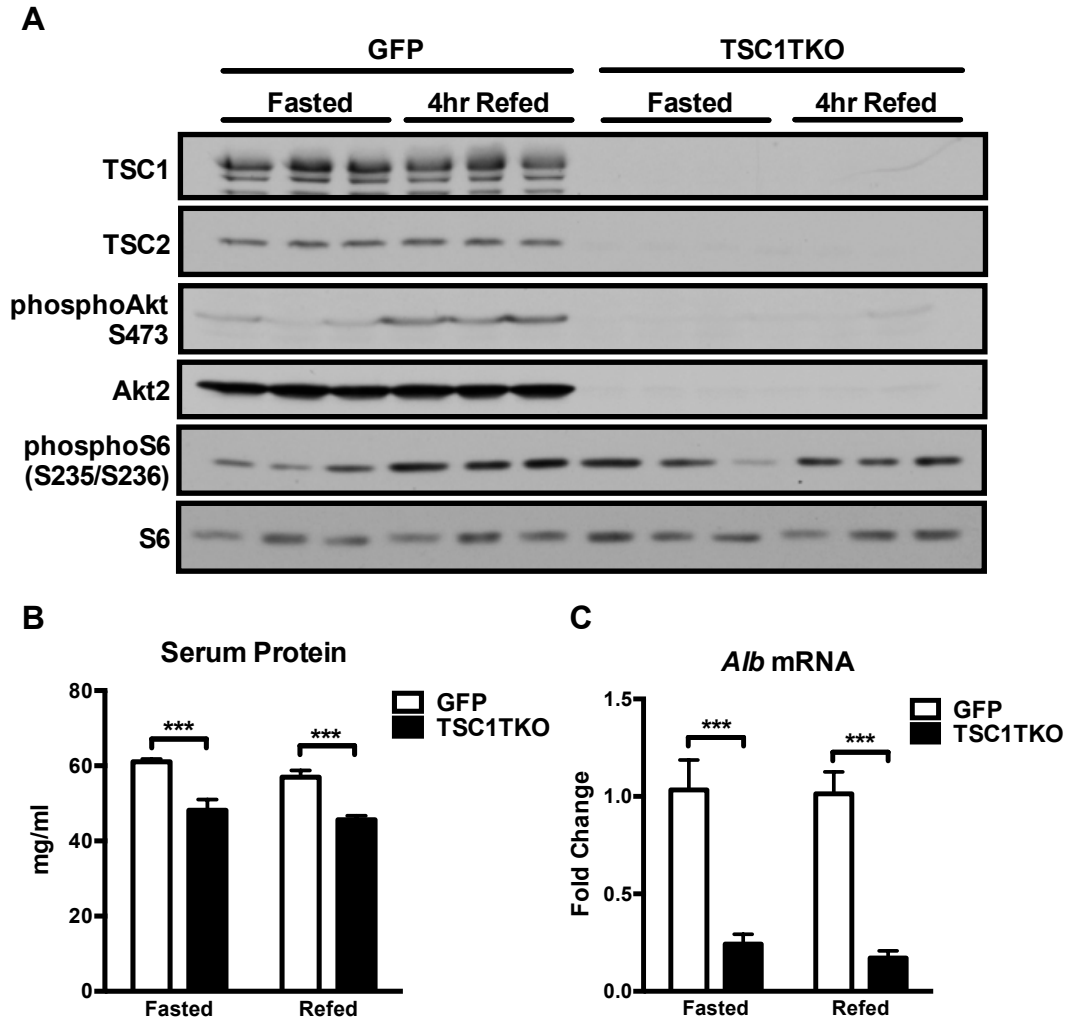 A
GFP TSC1TKO
Fasted 4hr Refed Fasted 4hr Refed
TSC1
TSC2
phosphoAkt
S473
Akt2
phosphoS6
(S235/S236)
S6
B
Serum Protein
GFP
TSC1TKO
mg/ml
80
60
40
20
0
***
***
Fasted Refed
C
Alb mRNA
GFP
TSC1TKO
Fold Change
1.5
1.0
0.5
0.0
***
***
Fasted Refed